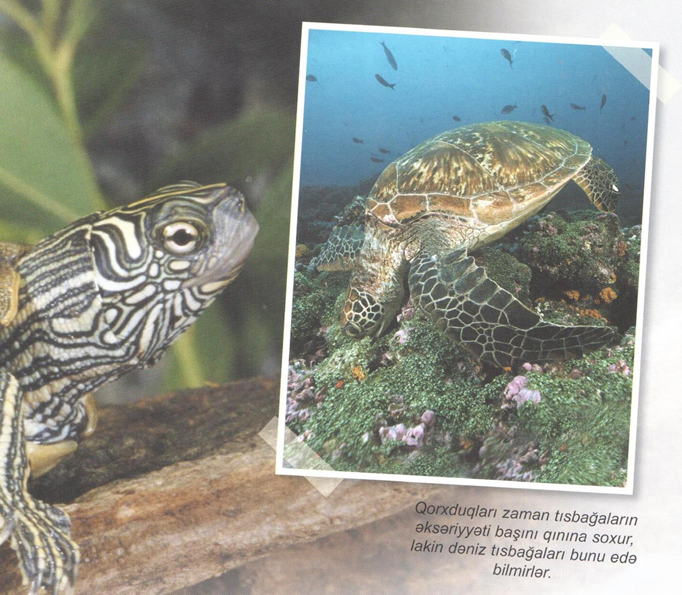 Qorxduqları zaman tısbağaların
əksəriyyəti başını qınına soxur,
lakin dəniz tısbağaları bunu edə
bilmirlər.